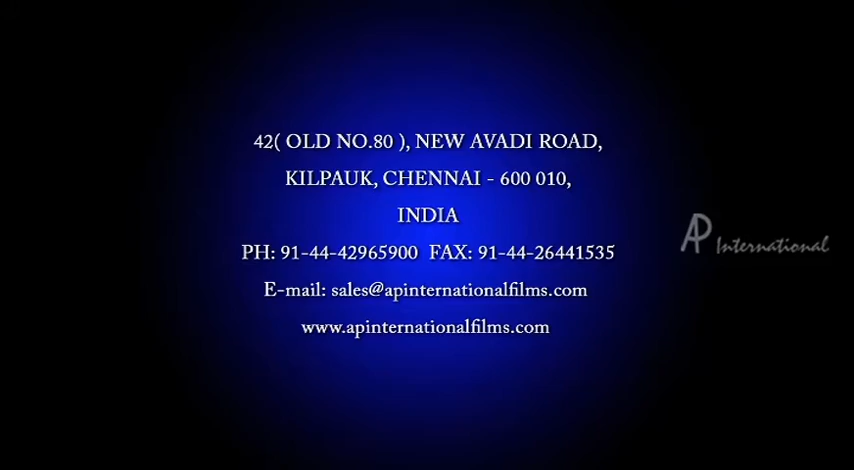 42( OLD NO.80 ), NEW AVADI ROAD,
KILPAUK, CHENNAI - 600 010,
INDIA
PH: 91-44-42965900 FAX: 91-44-26441535
E-mail: sales@apinternationalfilms.com
www.apinternationalfilms.com
AP International